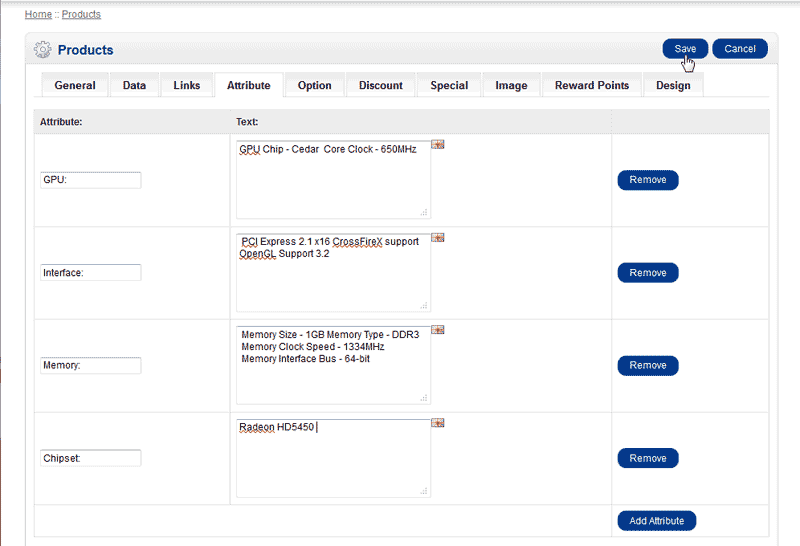 Home :: Products
Products
Save Cancel
General Data Links Attribute Option Discount Special Image Reward Points Design
Attribute: Text:
GPU:
GPU Chip - Cedar  Core Clock - 650MHz
Remove
Interface:
PCI Express 2.1 x16 CrossFireX support
OpenGL Support 3.2
Remove
Memory:
Memory Size - 1GB Memory Type - DDR3
Memory Clock Speed - 1334MHz
Memory Interface Bus - 64-bit
Remove
Chipset:
Radeon HD5450
Remove
Add Attribute